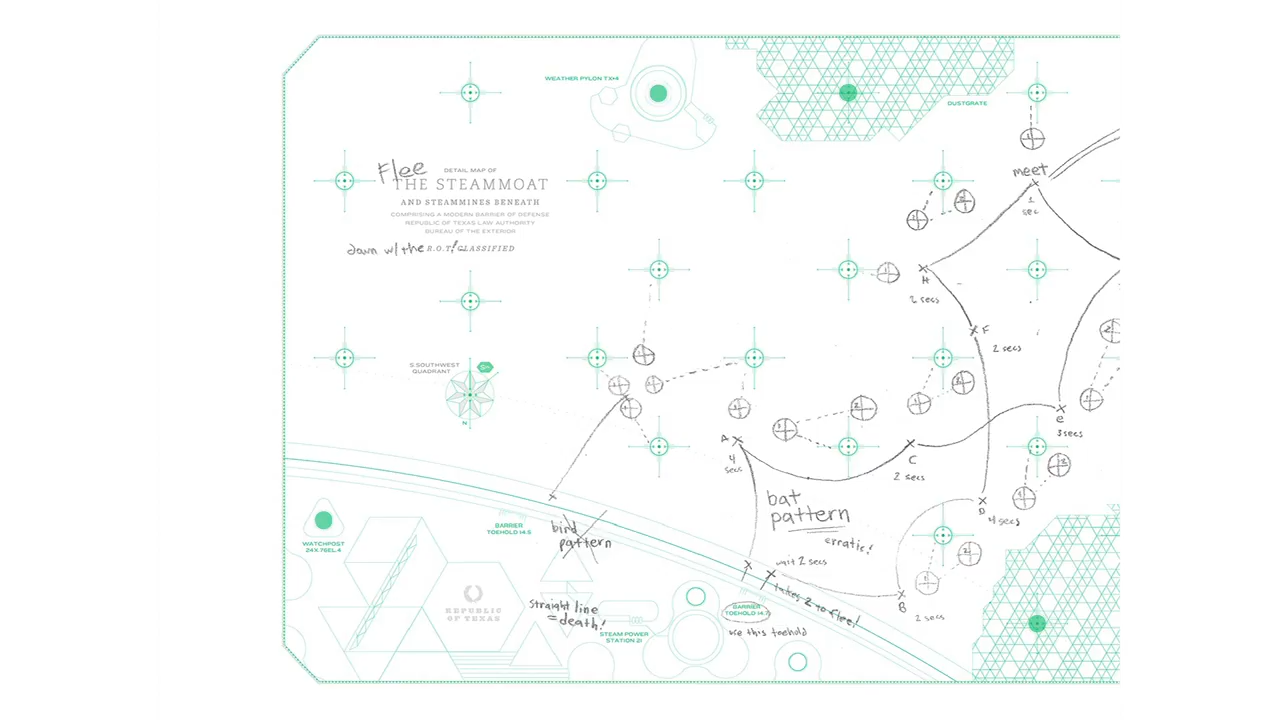 WEATHER PYLON TX14
DUSTGRATE
Flee
DETAIL MAP OF
THE STEAMMOAT
AND STEAMMINES BENEATH
COMPRISING A MODERN BARRIER OF DEFENSE
REPUBLIC OF TEXAS LAW AUTHORITY
BUREAU OF THE EXTERIOR
down w/the R.O.T.! CLASSIFIED
meet
1
sec
H
2 secs
F
2 secs
S.SOUTHWEST
QUADRANT
N
A
4
secs
C
2 secs
e
3 secs
D
4 secs
bat
pattern
erratic!
BARRIER
TOEHOLD 14.5
bird
pattern
WATCHPOST
24X.76EL.4
wait 2 secs
takes 2 to flee!
B
2 secs
REPUBLIC
OF TEXAS
straight line
= death!
STEAM POWER
STATION 21
BARRIER
TOEHOLD 14.7
use this toehold